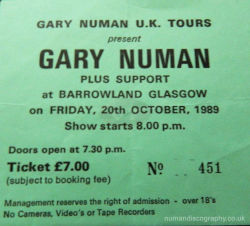 GARY NUMAN U.K. TOURS
present
GARY NUMAN
PLUS SUPPORT
at BARROWLAND GLASGOW
on FRIDAY, 20th OCTOBER, 1989
Show starts 8.00 p.m.
Doors open at 7.30 p.m.
Ticket £7.00 Nº 451
(subject to booking fee)
Management reserves the right of admission - over 18's
No Cameras, Video's or Tape Recorders
numandiscography.co.uk